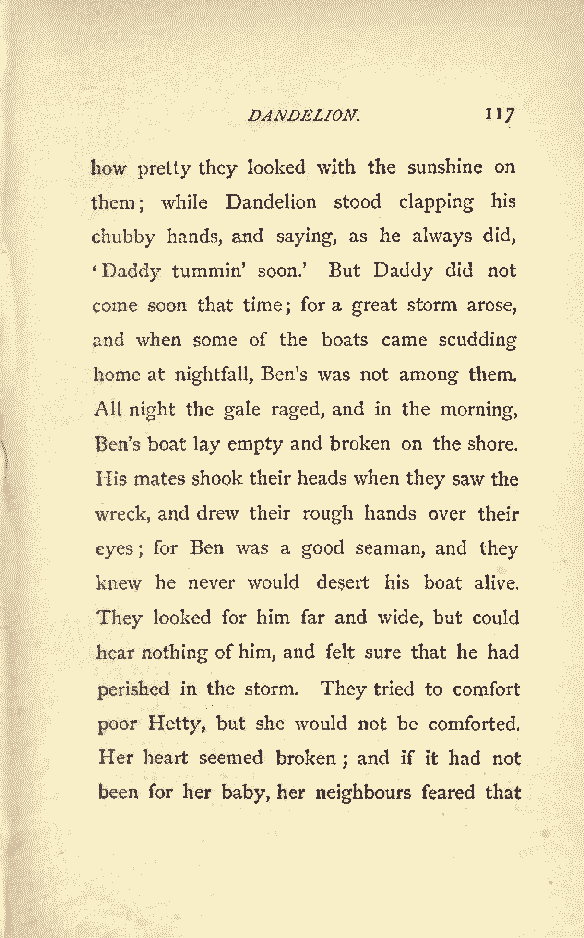 DANDELION. 117
how pretty they looked with the sunshine on
them; while Dandelion stood clapping his
chubby hands, and saying, as he always did,
‘Daddy tummin’ soon.’ But Daddy did not
come soon that time; for a great storm arose,
and when some of the boats came scudding
home at nightfall, Ben's was not among them.
All night the gale raged, and in the morning,
Ben's boat lay empty and broken on the shore.
His mates shook their heads when they saw the
wreck, and drew their rough hands over their
eyes; for Ben was a good seaman, and they
knew he never would desert his boat alive.
They looked for him far and wide, but could
hear nothing of him, and felt sure that he had
perished in the storm. They tried to comfort
poor Hetty, but she would not be comforted.
Her heart seemed broken; and if it had not
been for her baby, her neighbours feared that